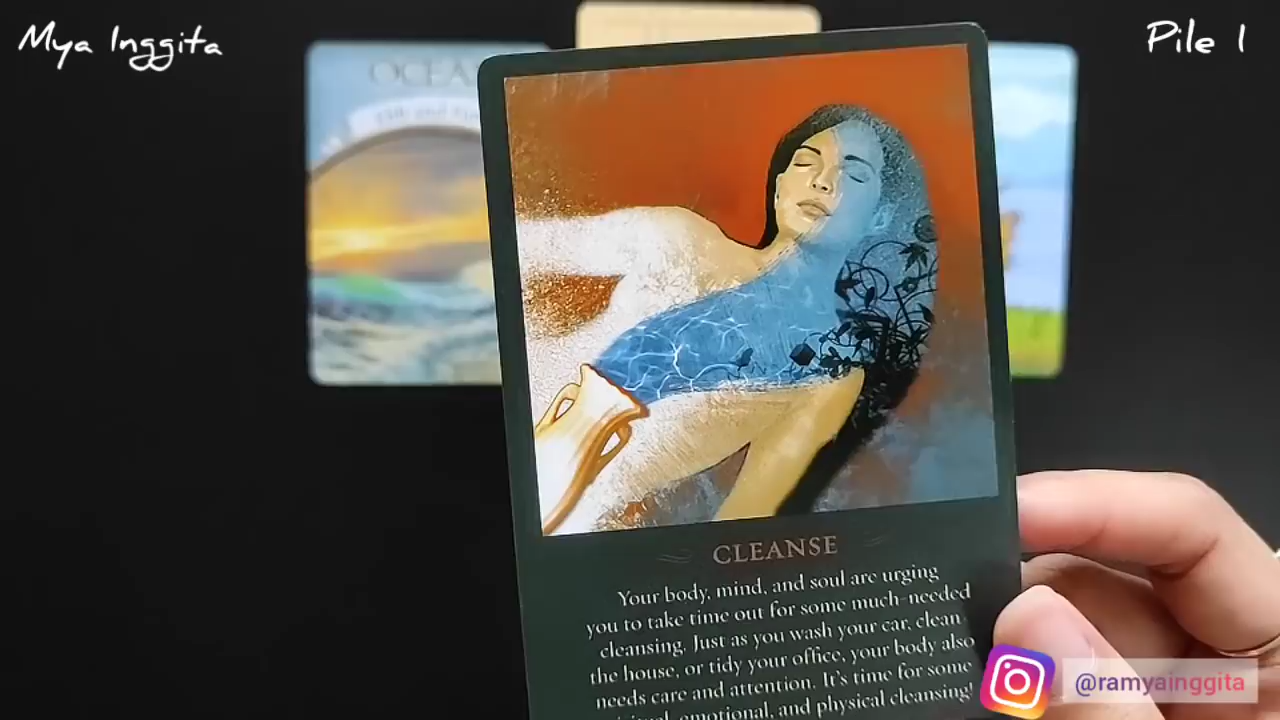 Mya Inggita
Pile 1
OCEA
CLEANSE
Your body, mind, and soul are urging
you to take time out for some much-needed
cleansing. Just as you wash your car, clean
the house, or tidy your office, your body also
needs care and attention. It's time for some
emotional, and physical cleansing!
@ramyainggita